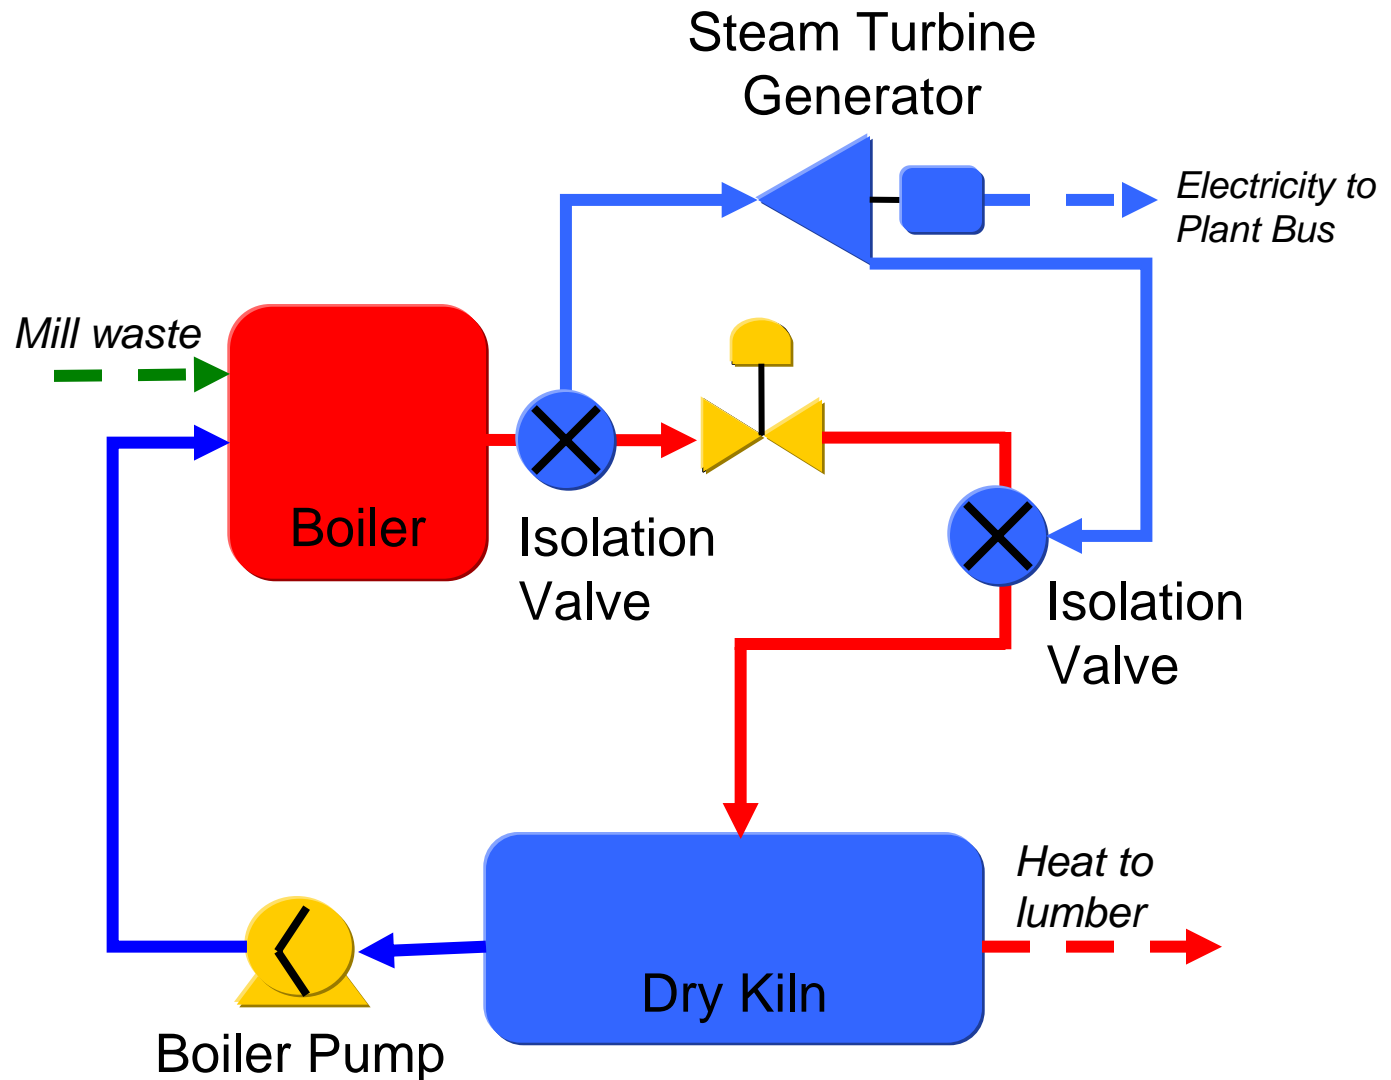 Steam Turbine
Generator
Electricity to
Plant Bus
Mill waste
Boiler
Isolation
Valve
Isolation
Valve
Heat to
lumber
Dry Kiln
Boiler Pump